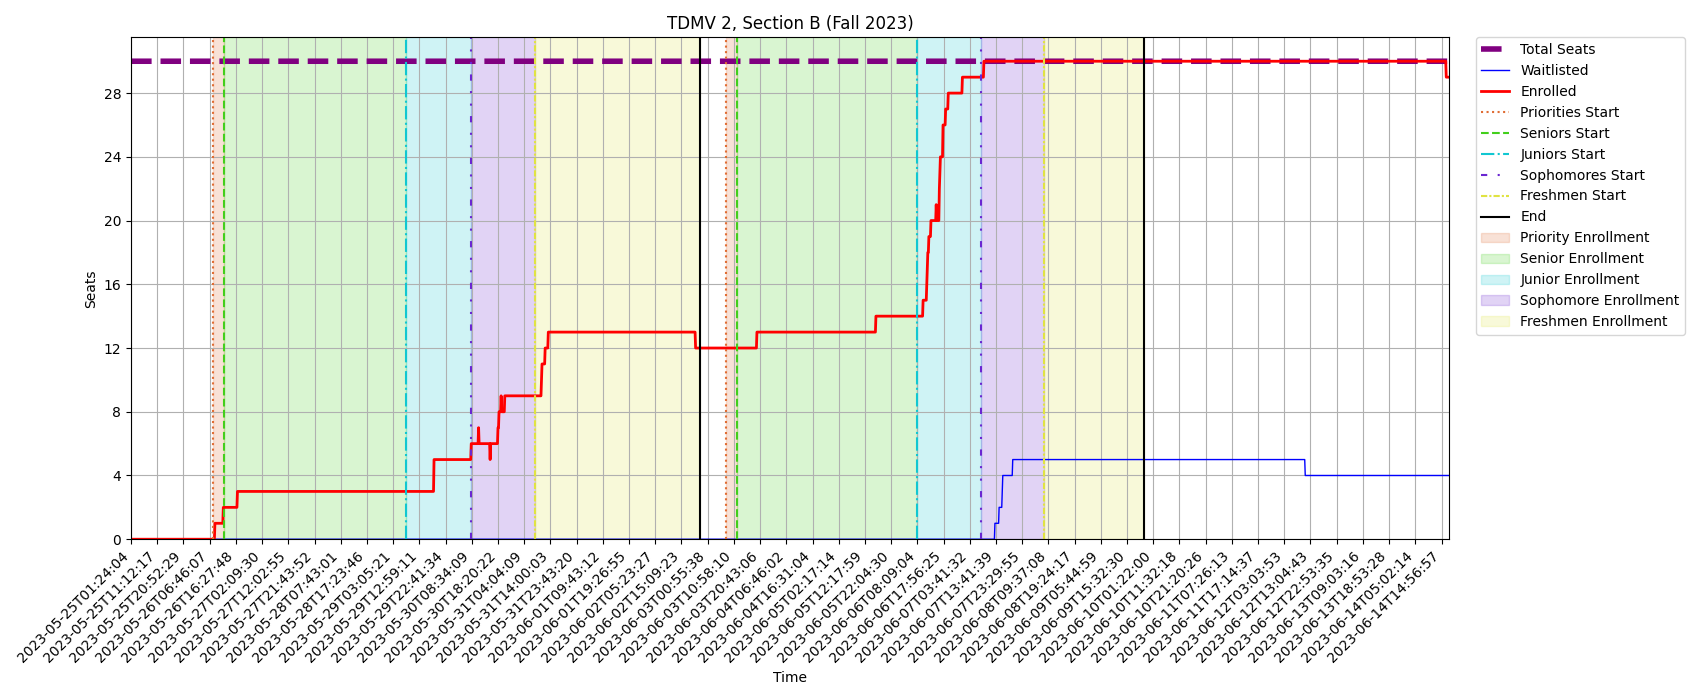 TDMV 2, Section B (Fall 2023)
Total Seats
Waitlisted
Enrolled
Priorities Start
Seniors Start
Juniors Start
Sophomores Start
Freshmen Start
End
Priority Enrollment
Senior Enrollment
Junior Enrollment
Sophomore Enrollment
Freshmen Enrollment
Seats
28
24
20
16
12
8
4
0
2023-05-25T01:24:04
2023-05-25T11:12:17
2023-05-25T20:52:29
2023-05-26T06:46:07
2023-05-26T16:27:48
2023-05-27T02:09:30
2023-05-27T12:02:55
2023-05-27T21:43:52
2023-05-28T07:43:01
2023-05-28T17:23:46
2023-05-29T03:05:21
2023-05-29T12:59:11
2023-05-29T22:41:34
2023-05-30T08:34:09
2023-05-30T18:20:22
2023-05-31T04:04:09
2023-05-31T14:00:03
2023-05-31T23:43:20
2023-06-01T09:43:12
2023-06-01T19:26:55
2023-06-02T05:23:27
2023-06-02T15:09:23
2023-06-03T00:55:38
2023-06-03T10:58:10
2023-06-03T20:43:06
2023-06-04T06:46:02
2023-06-04T16:31:04
2023-06-05T02:17:14
2023-06-05T12:17:59
2023-06-05T22:04:30
2023-06-06T08:09:04
2023-06-06T17:56:25
2023-06-07T03:41:32
2023-06-07T13:41:39
2023-06-07T23:29:55
2023-06-08T09:37:08
2023-06-08T19:24:17
2023-06-09T05:44:59
2023-06-09T15:32:30
2023-06-10T01:22:00
2023-06-10T11:32:18
2023-06-10T21:20:26
2023-06-11T07:26:13
2023-06-11T17:14:37
2023-06-12T03:03:53
2023-06-12T13:04:43
2023-06-12T22:53:35
2023-06-13T09:03:16
2023-06-13T18:53:28
2023-06-14T05:02:14
2023-06-14T14:56:57
Time